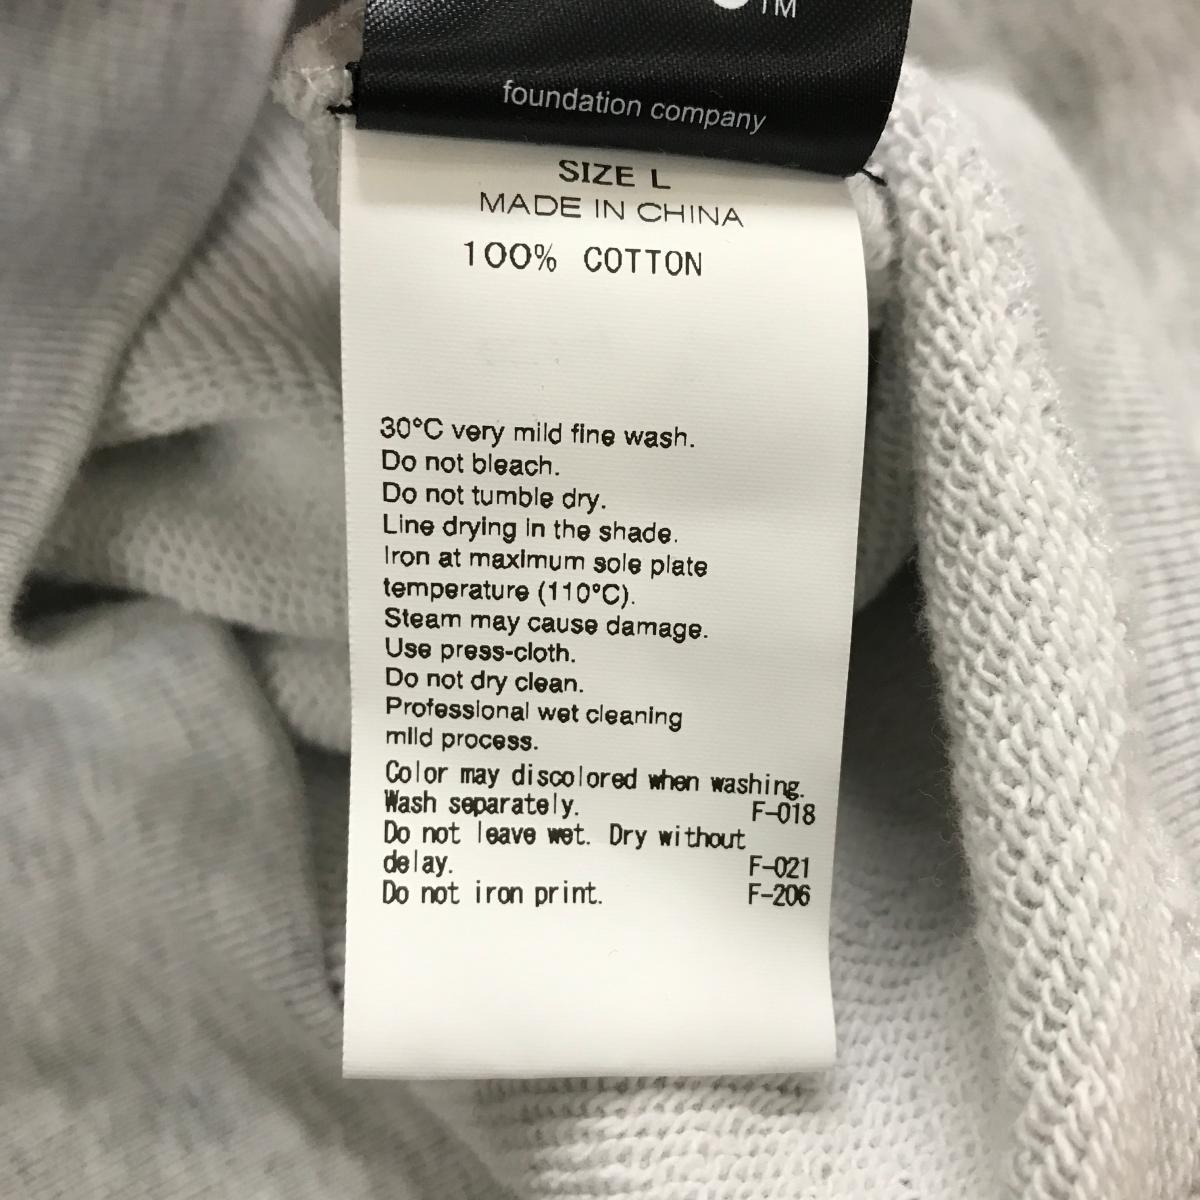 TM
foundation company
SIZE L
MADE IN CHINA
100% COTTON
30°C very mild fine wash.
Do not bleach.
Do not tumble dry.
Line drying in the shade.
Iron at maximum sole plate
temperature (110°C).
Steam may cause damage.
Use press-cloth.
Do not dry clean.
Professional wet cleaning
mild process.
Color may discolored when washing.
Wash separately. F-018
Do not leave wet. Dry without
delay. F-021
Do not iron print. F-206